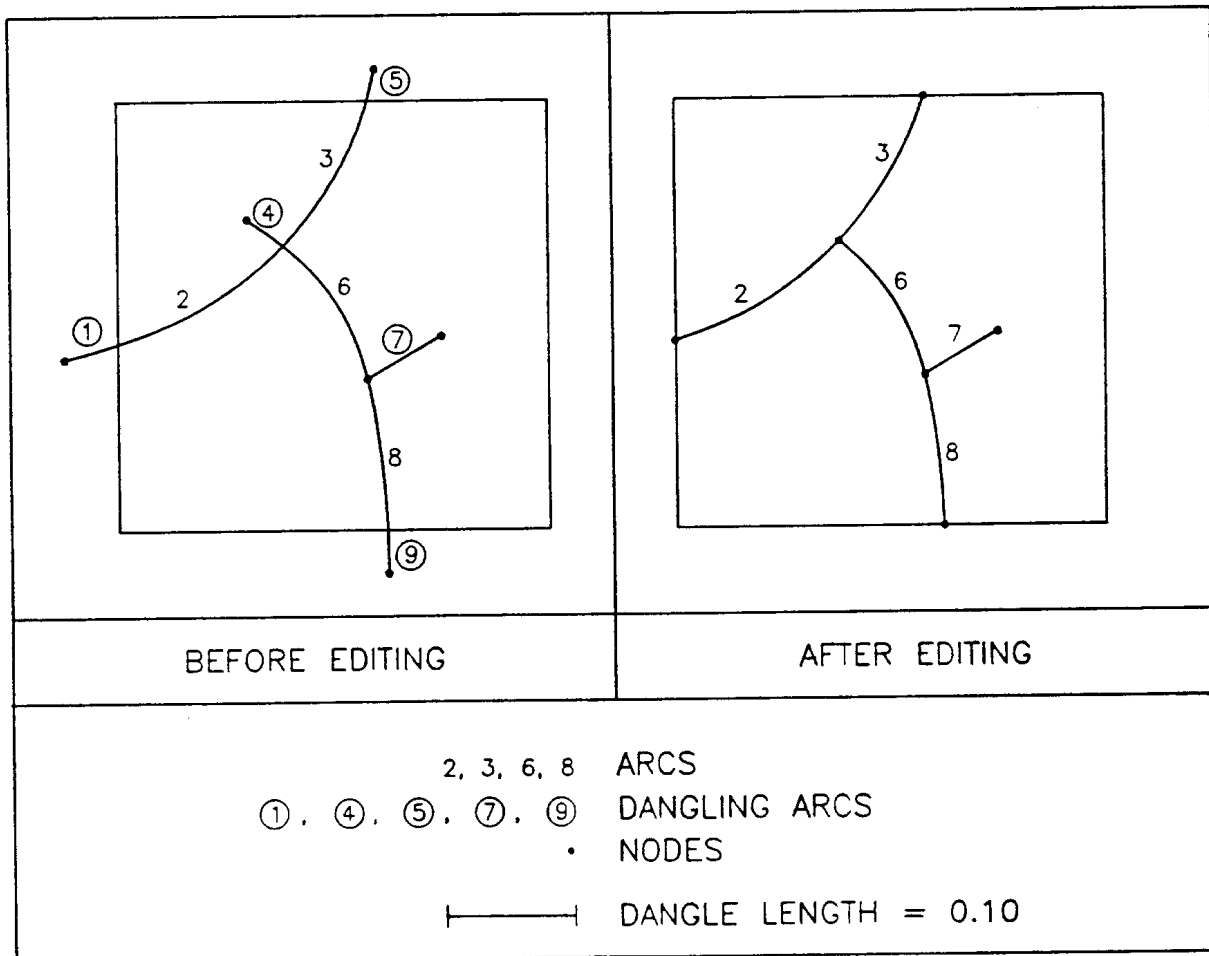 ⑤
3
④
6
2
①
⑦
8
⑨
3
6
2
7
8
BEFORE EDITING
AFTER EDITING
2, 3, 6, 8 ARCS
①, ④, ⑤, ⑦, ⑨ DANGLING ARCS
• NODES
DANGLE LENGTH = 0.10